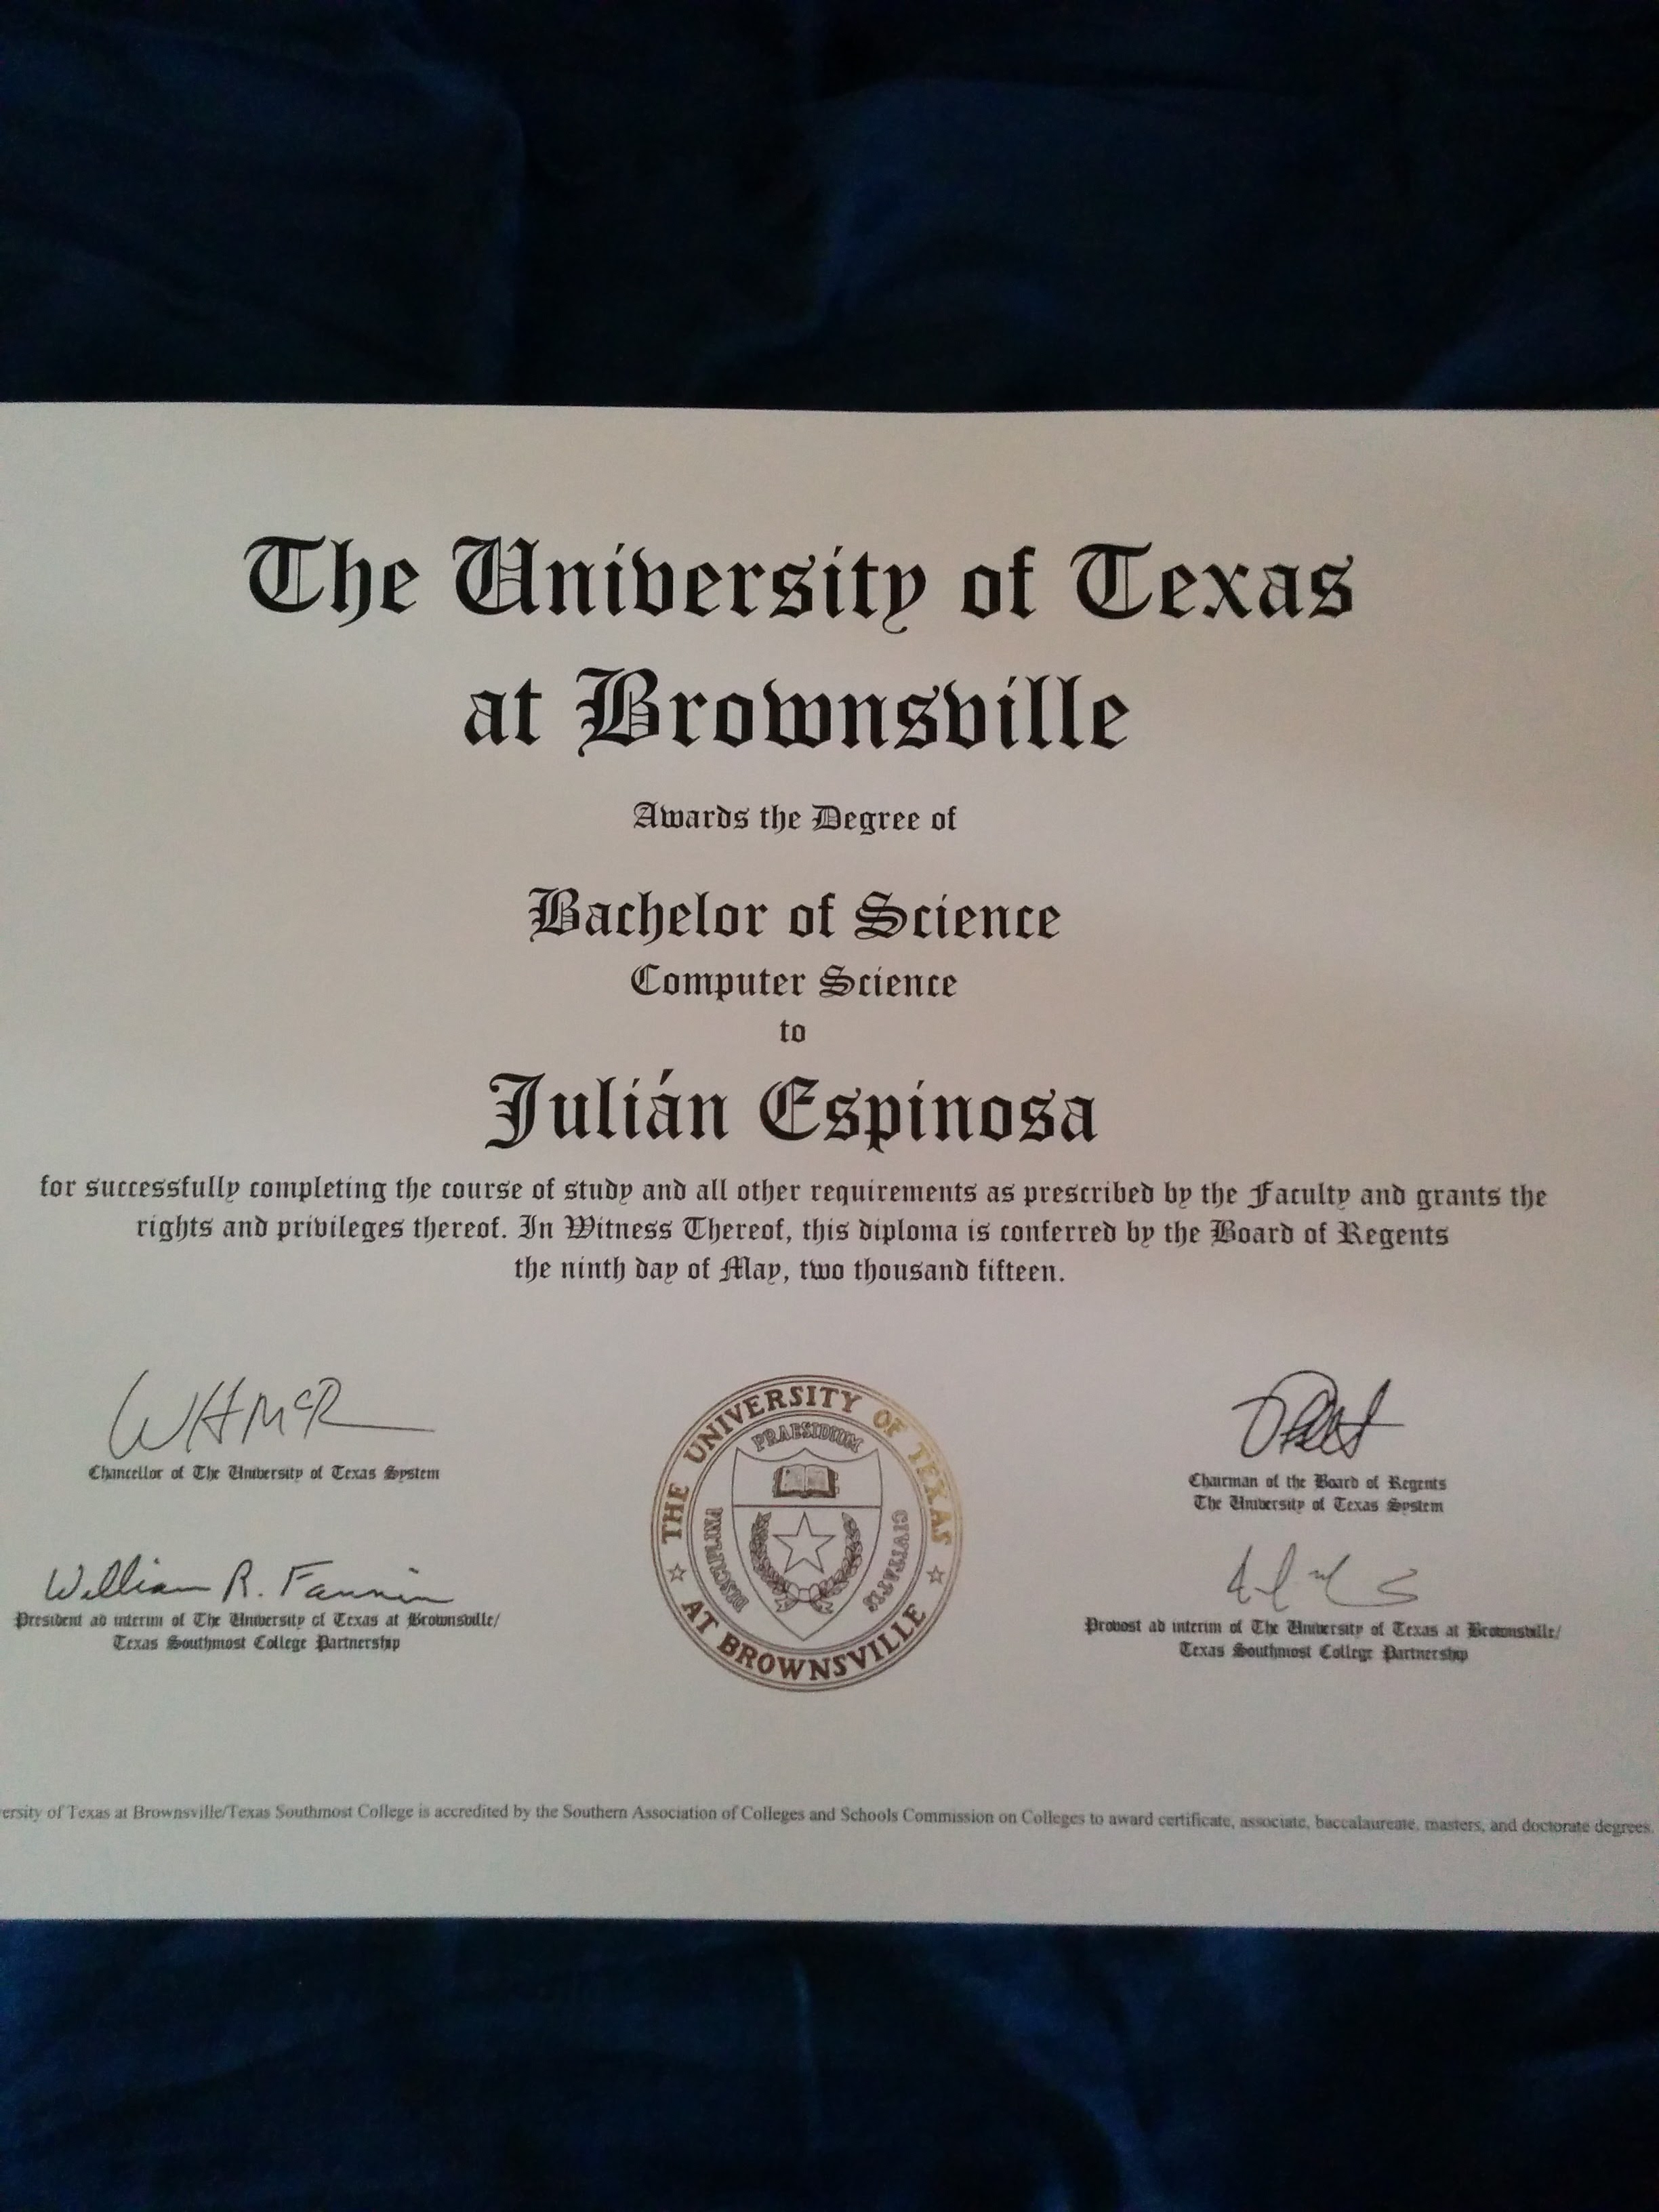 The University of Texas
at Brownsville
Awards the Degree of
Bachelor of Science
Computer Science
to
Julián Espinosa
for successfully completing the course of study and all other requirements as prescribed by the Faculty and grants the
rights and privileges thereof. In Witness Thereof, this diploma is conferred by the Board of Regents
the ninth day of May, two thousand fifteen.
WHMcR
Chancellor of The University of Texas System
Chairman of the Board of Regents
The University of Texas System
William R. Fannin
President ad interim of The University of Texas at Brownsville/
Texas Southmost College Partnership
Provost ad interim of The University of Texas at Brownsville/
Texas Southmost College Partnership
THE UNIVERSITY OF TEXAS
AT BROWNSVILLE
DISCIPLINA PRAESIDIUM CIVITATIS
ersity of Texas at Brownsville/Texas Southmost College is accredited by the Southern Association of Colleges and Schools Commission on Colleges to award certificate, associate, baccalaureate, masters, and doctorate degrees.